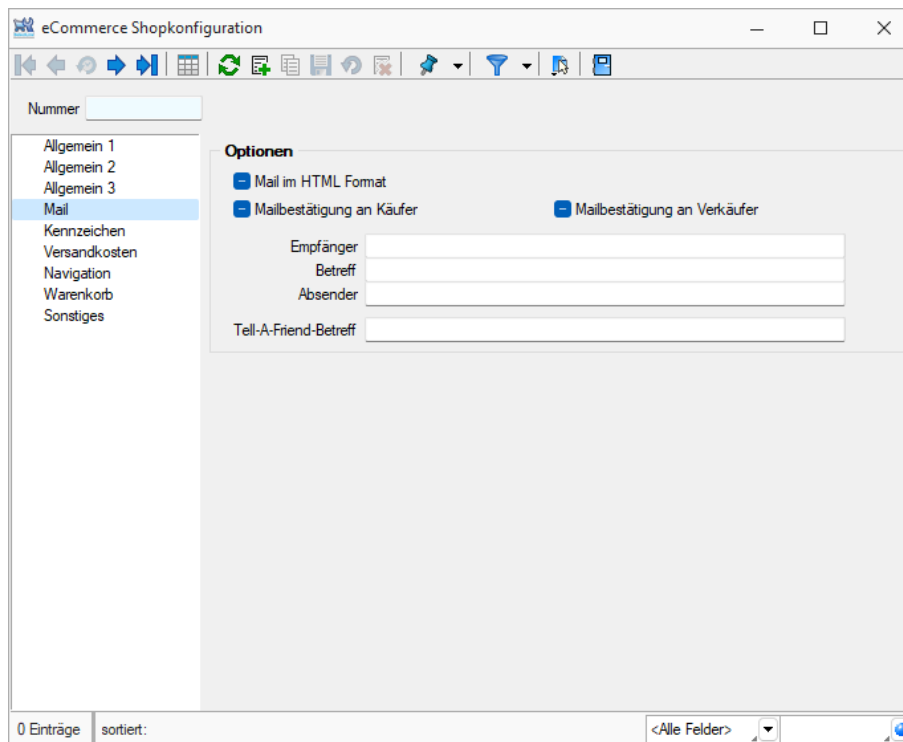 eCommerce Shopkonfiguration
Nummer
Allgemein 1
Allgemein 2
Allgemein 3
Mail
Kennzeichen
Versandkosten
Navigation
Warenkorb
Sonstiges
Optionen
Mail im HTML Format
Mailbestätigung an Käufer Mailbestätigung an Verkäufer
Empfänger
Betreff
Absender
Tell-A-Friend-Betreff
0 Einträge sortiert: <Alle Felder>